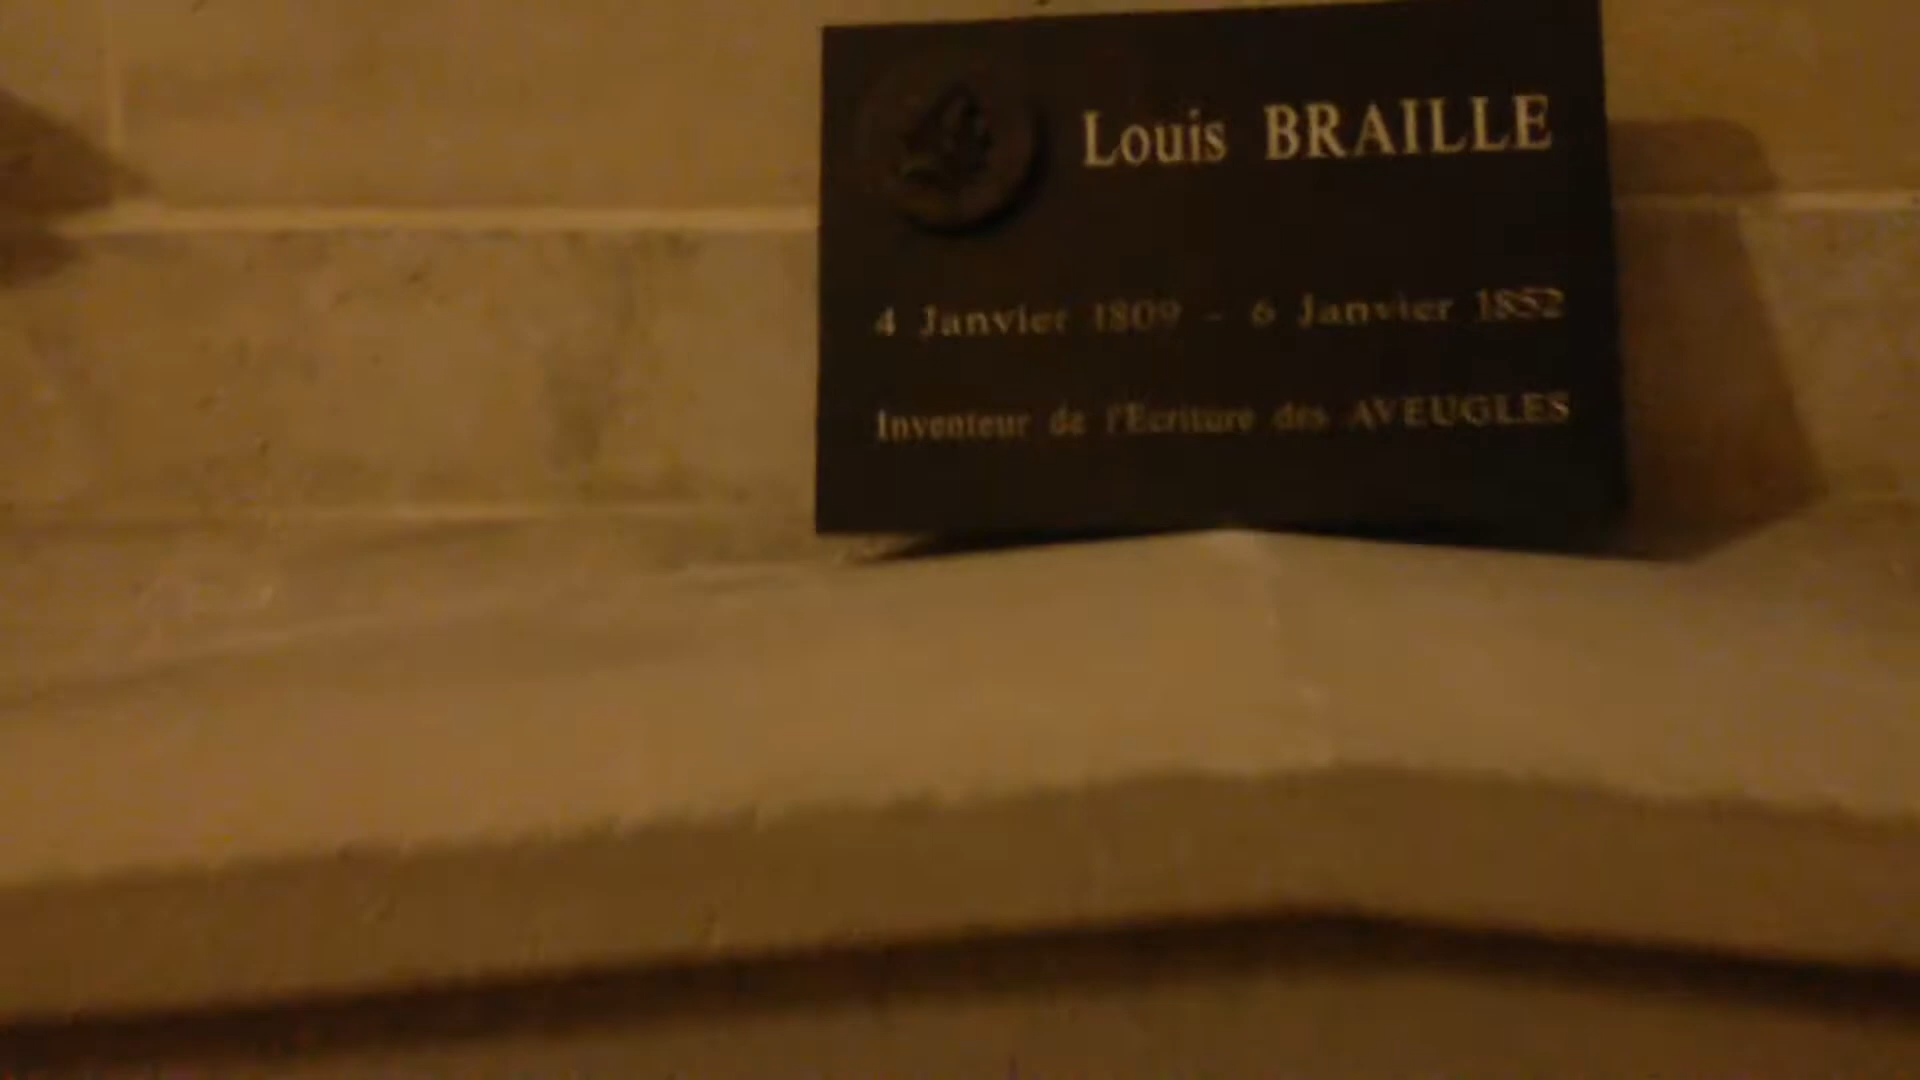 Louis BRAILLE
4 Janvier 1809 - 6 Janvier 1852
Inventeur de l'Ecriture des AVEUGLES